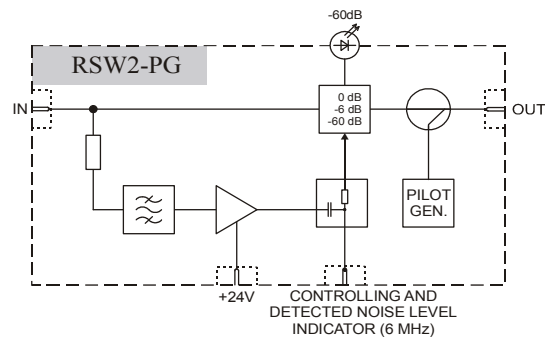 -60dB
RSW2-PG
IN
0 dB
-6 dB
-60 dB
OUT
PILOT
GEN.
+24V
CONTROLLING AND
DETECTED NOISE LEVEL
INDICATOR (6 MHz)